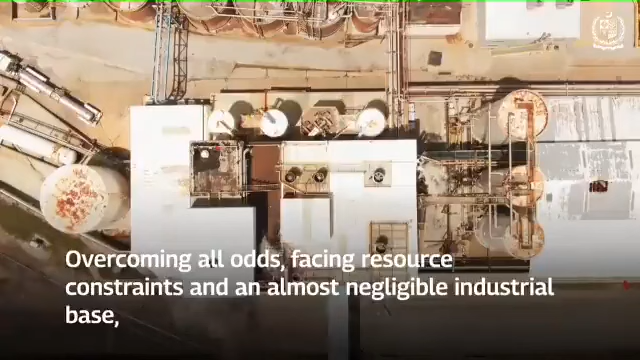 Overcoming all odds, facing resource
constraints and an almost negligible industrial
base,